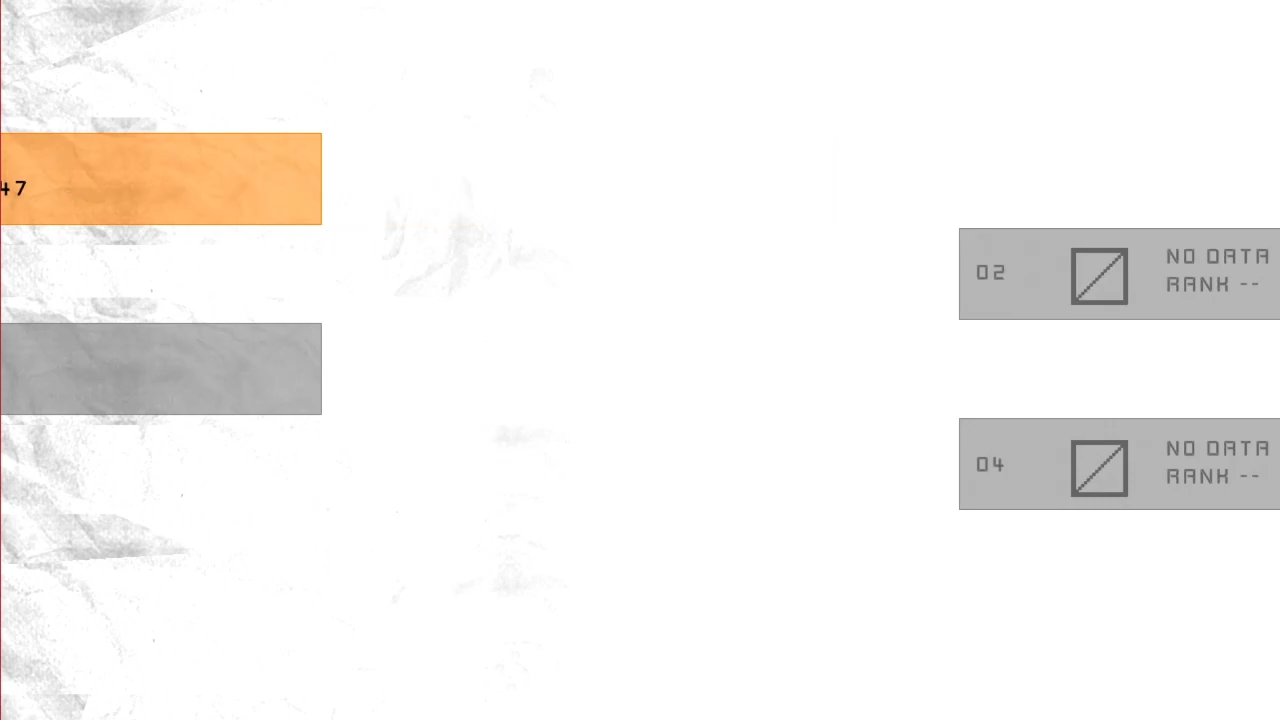 47
02
NO DATA
RANK --
04
NO DATA
RANK --